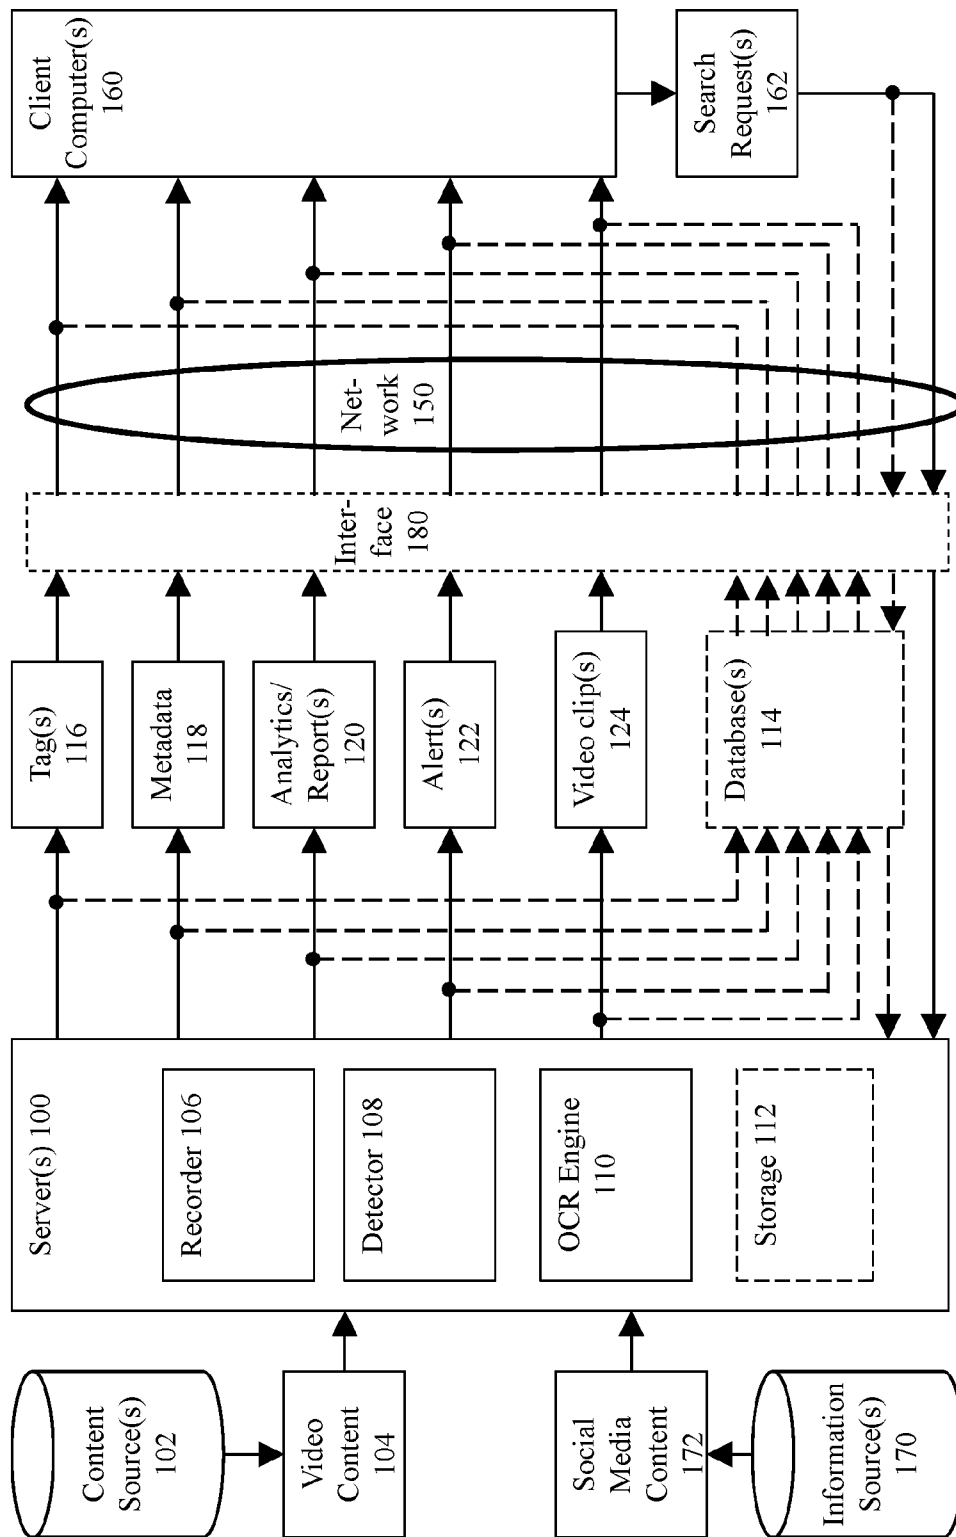 Content
Source(s)
102
Video
Content
104
Social
Media
Content
172
Information
Source(s)
170
Server(s) 100
Recorder 106
Detector 108
OCR Engine
110
Storage 112
Tag(s)
116
Metadata
118
Analytics/
Report(s)
120
Alert(s)
122
Video clip(s)
124
Database(s)
114
Inter-
face
180
Net-
work
150
Client
Computer(s)
160
Search
Request(s)
162